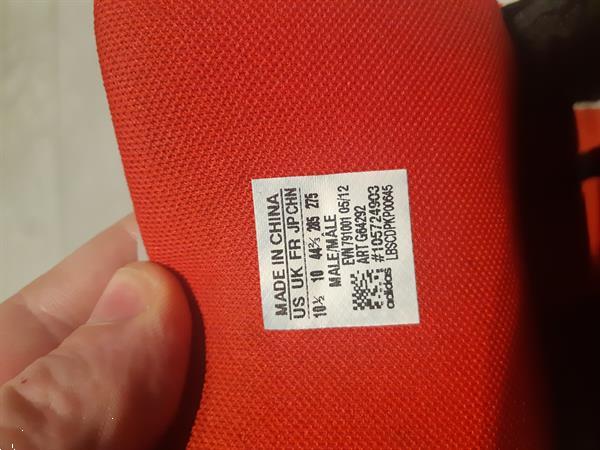 MADE IN CHINA
US UK FR JP CHN
10½ 10 44⅔ 285 275
MALE/MÂLE
EVN 791001 05/12
ART G64292
#105724903
adidas LBSCDPKP00645